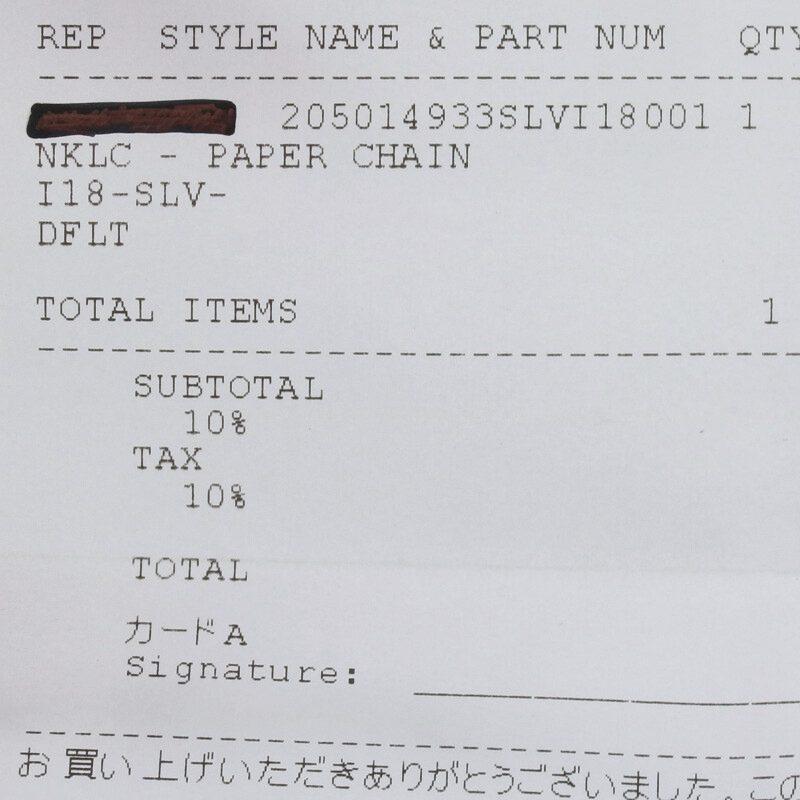 REP STYLE NAME & PART NUM QTY
205014933SLVI18001 1
NKLC - PAPER CHAIN
I18-SLV-
DFLT
TOTAL ITEMS 1
SUBTOTAL
10%
TAX
10%
TOTAL
カードA
Signature:
お買い上げいただきありがとうございました。この